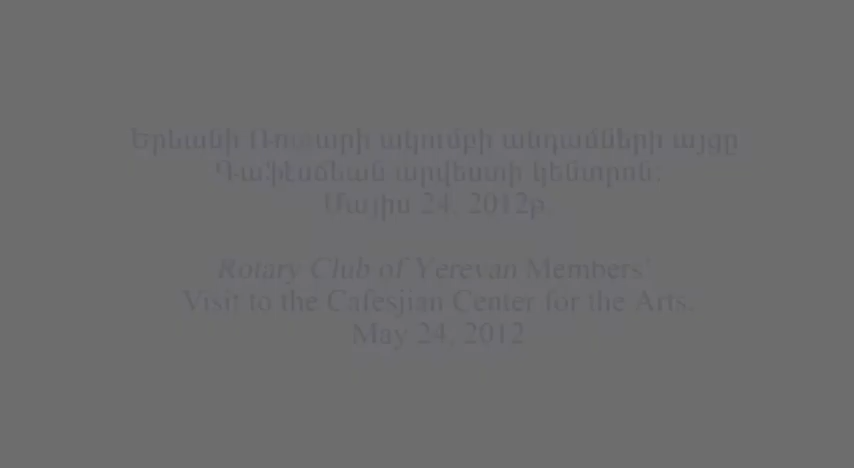 Երևանի Ռոտարի ակումբի անդամների այցը
Գաֆէսճեան արվեստի կենտրոն:
Մայիս 24, 2012թ.
Rotary Club of Yerevan Members'
Visit to the Cafesjian Center for the Arts.
May 24, 2012